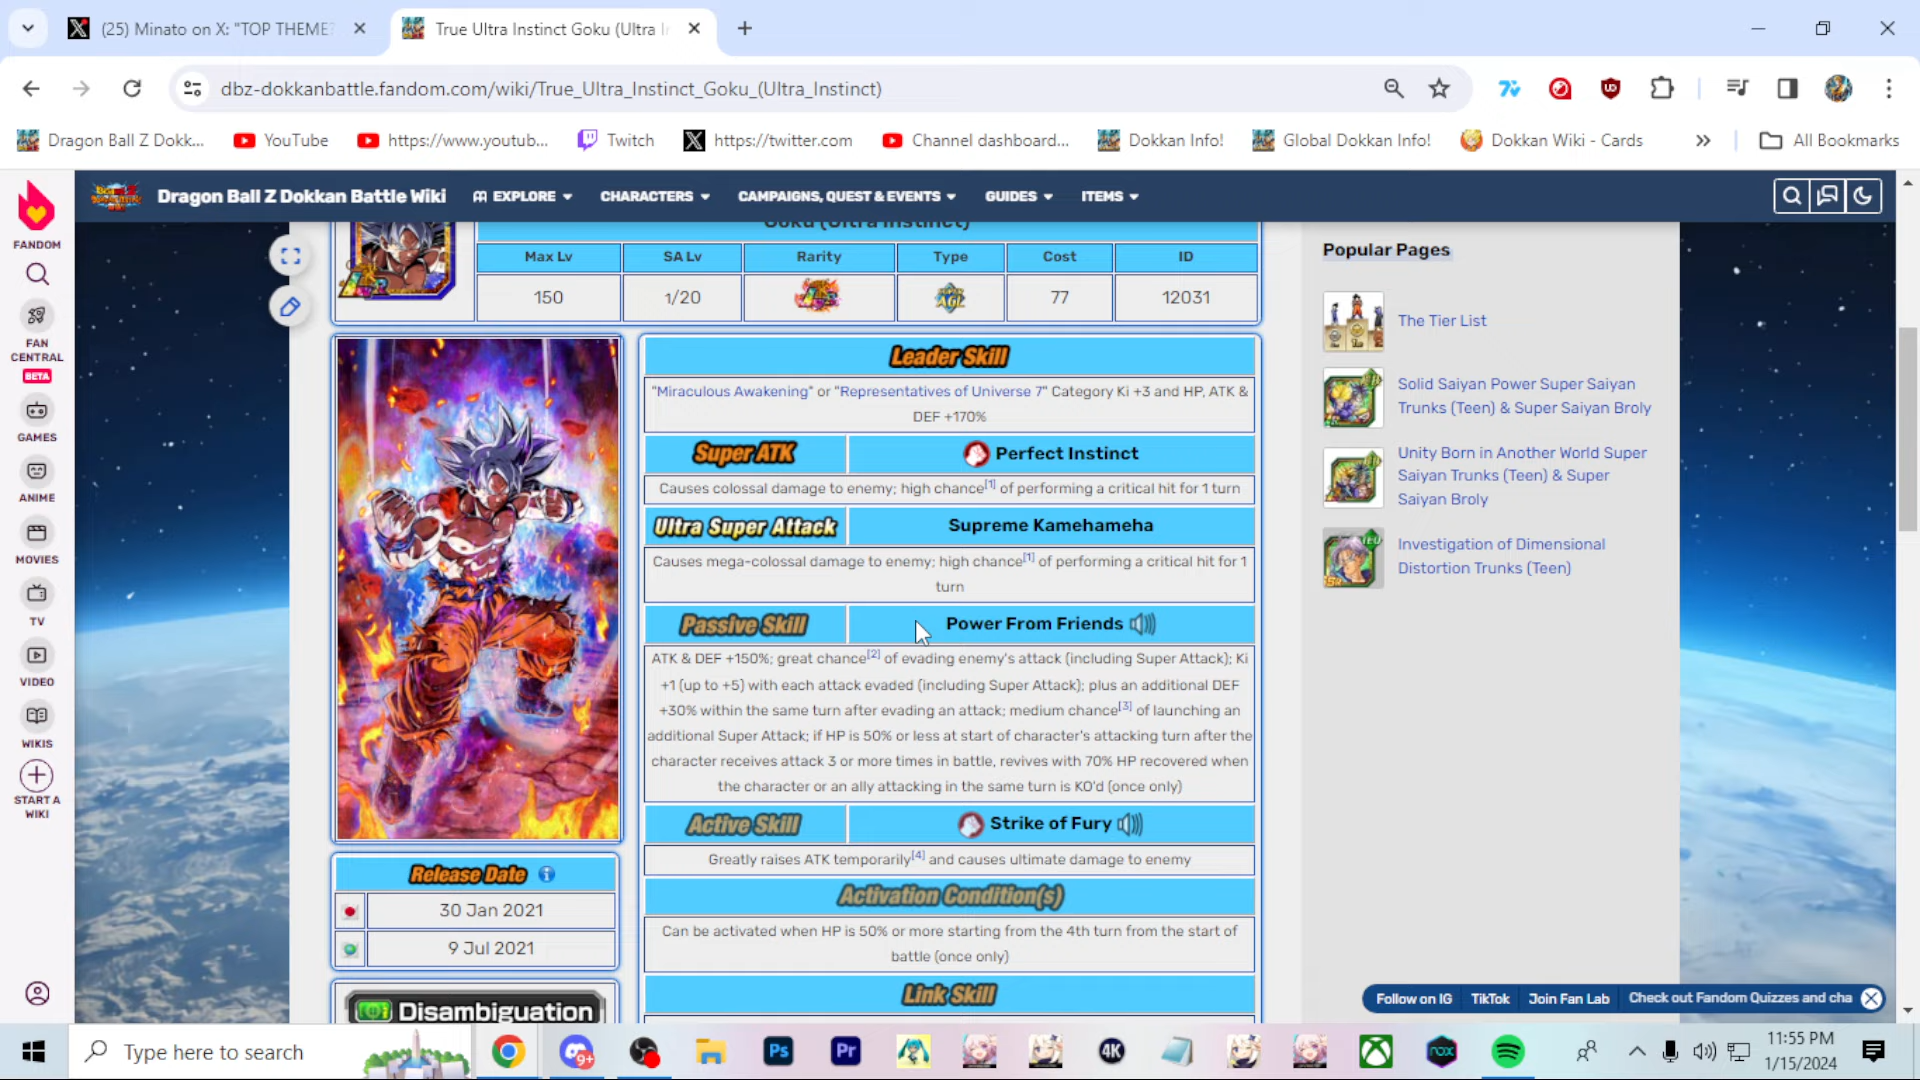 (25) Minato on X: "TOP THEME?
True Ultra Instinct Goku (Ultra I
dbz-dokkanbattle.fandom.com/wiki/True_Ultra_Instinct_Goku_(Ultra_Instinct)
Dragon Ball Z Dokk...
YouTube
https://www.youtub...
Twitch
https://twitter.com
Channel dashboard...
Dokkan Info!
Global Dokkan Info!
Dokkan Wiki - Cards
All Bookmarks
Dragon Ball Z Dokkan Battle Wiki
EXPLORE
CHARACTERS
CAMPAIGNS, QUEST & EVENTS
GUIDES
ITEMS
FANDOM
FAN
CENTRAL
BETA
GAMES
ANIME
MOVIES
TV
VIDEO
WIKIS
START A
WIKI
Goku (Ultra Instinct)
Max Lv
SA Lv
Rarity
Type
Cost
ID
150
1/20
LR
AGL
77
12031
LR
Leader Skill
"Miraculous Awakening" or "Representatives of Universe 7" Category Ki +3 and HP, ATK &
DEF +170%
Super ATK
Perfect Instinct
Causes colossal damage to enemy; high chance[1] of performing a critical hit for 1 turn
Ultra Super Attack
Supreme Kamehameha
Causes mega-colossal damage to enemy; high chance[1] of performing a critical hit for 1
turn
Passive Skill
Power From Friends
ATK & DEF +150%; great chance[2] of evading enemy's attack (including Super Attack); Ki
+1 (up to +5) with each attack evaded (including Super Attack); plus an additional DEF
+30% within the same turn after evading an attack; medium chance[3] of launching an
additional Super Attack; if HP is 50% or less at start of character's attacking turn after the
character receives attack 3 or more times in battle, revives with 70% HP recovered when
the character or an ally attacking in the same turn is KO'd (once only)
Active Skill
Strike of Fury
Greatly raises ATK temporarily[4] and causes ultimate damage to enemy
Activation Condition(s)
Can be activated when HP is 50% or more starting from the 4th turn from the start of
battle (once only)
Link Skill
Release Date
30 Jan 2021
9 Jul 2021
Disambiguation
Popular Pages
The Tier List
Solid Saiyan Power Super Saiyan
Trunks (Teen) & Super Saiyan Broly
Unity Born in Another World Super
Saiyan Trunks (Teen) & Super
Saiyan Broly
Investigation of Dimensional
Distortion Trunks (Teen)
Follow on IG
TikTok
Join Fan Lab
Check out Fandom Quizzes and cha
Type here to search
9+
Ps
Pr
4K
nox
11:55 PM
1/15/2024